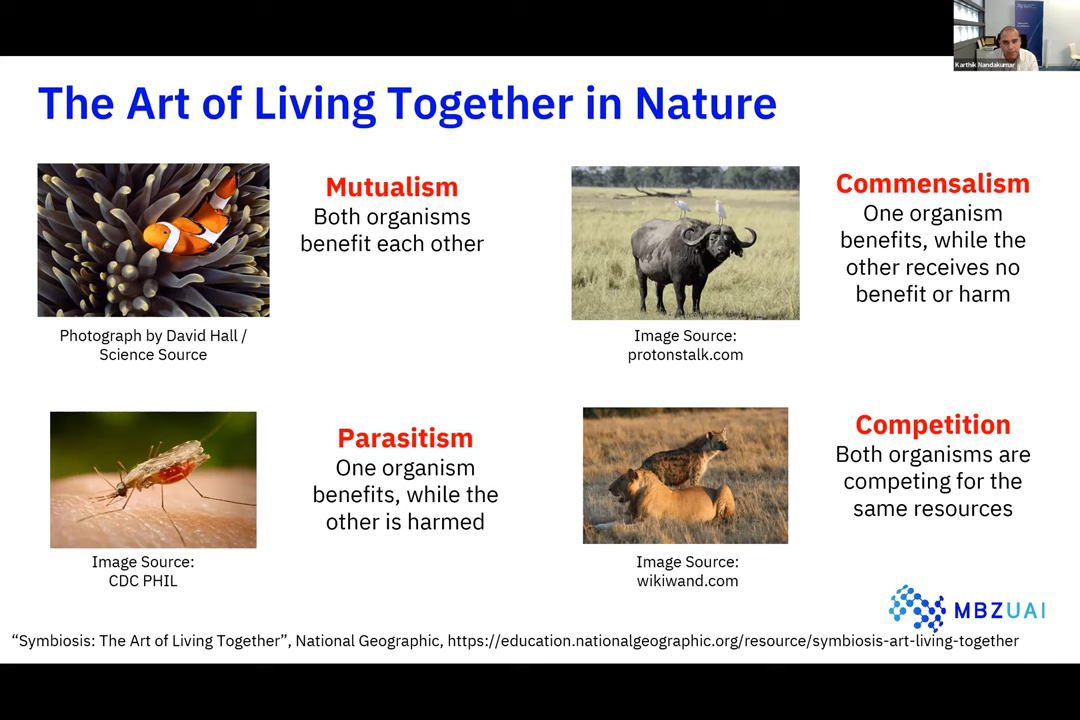 Karthik Nandakumar
The Art of Living Together in Nature
Mutualism
Both organisms
benefit each other
Photograph by David Hall /
Science Source
Commensalism
One organism
benefits, while the
other receives no
benefit or harm
Image Source:
protonstalk.com
Parasitism
One organism
benefits, while the
other is harmed
Image Source:
CDC PHIL
Competition
Both organisms are
competing for the
same resources
Image Source:
wikiwand.com
MBZUAI
“Symbiosis: The Art of Living Together”, National Geographic, https://education.nationalgeographic.org/resource/symbiosis-art-living-together